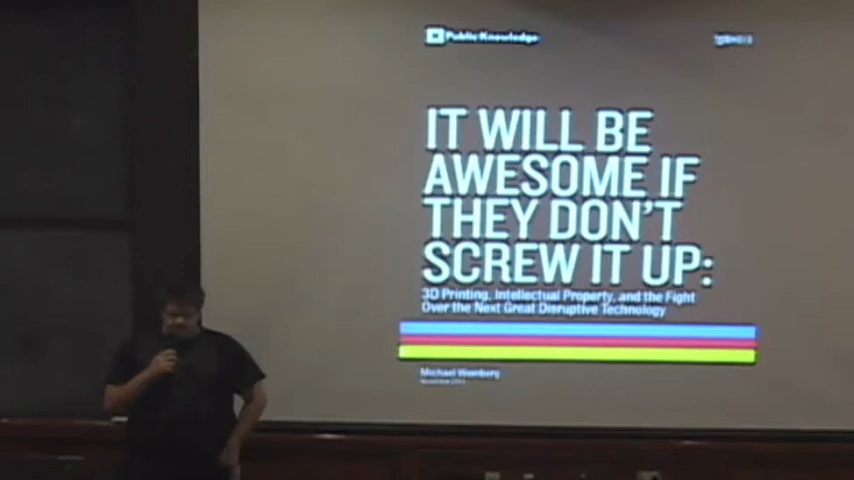 Public Knowledge
IT WILL BE
AWESOME IF
THEY DON'T
SCREW IT UP:
3D Printing, Intellectual Property, and the Fight
Over the Next Great Disruptive Technology
Michael Weinberg